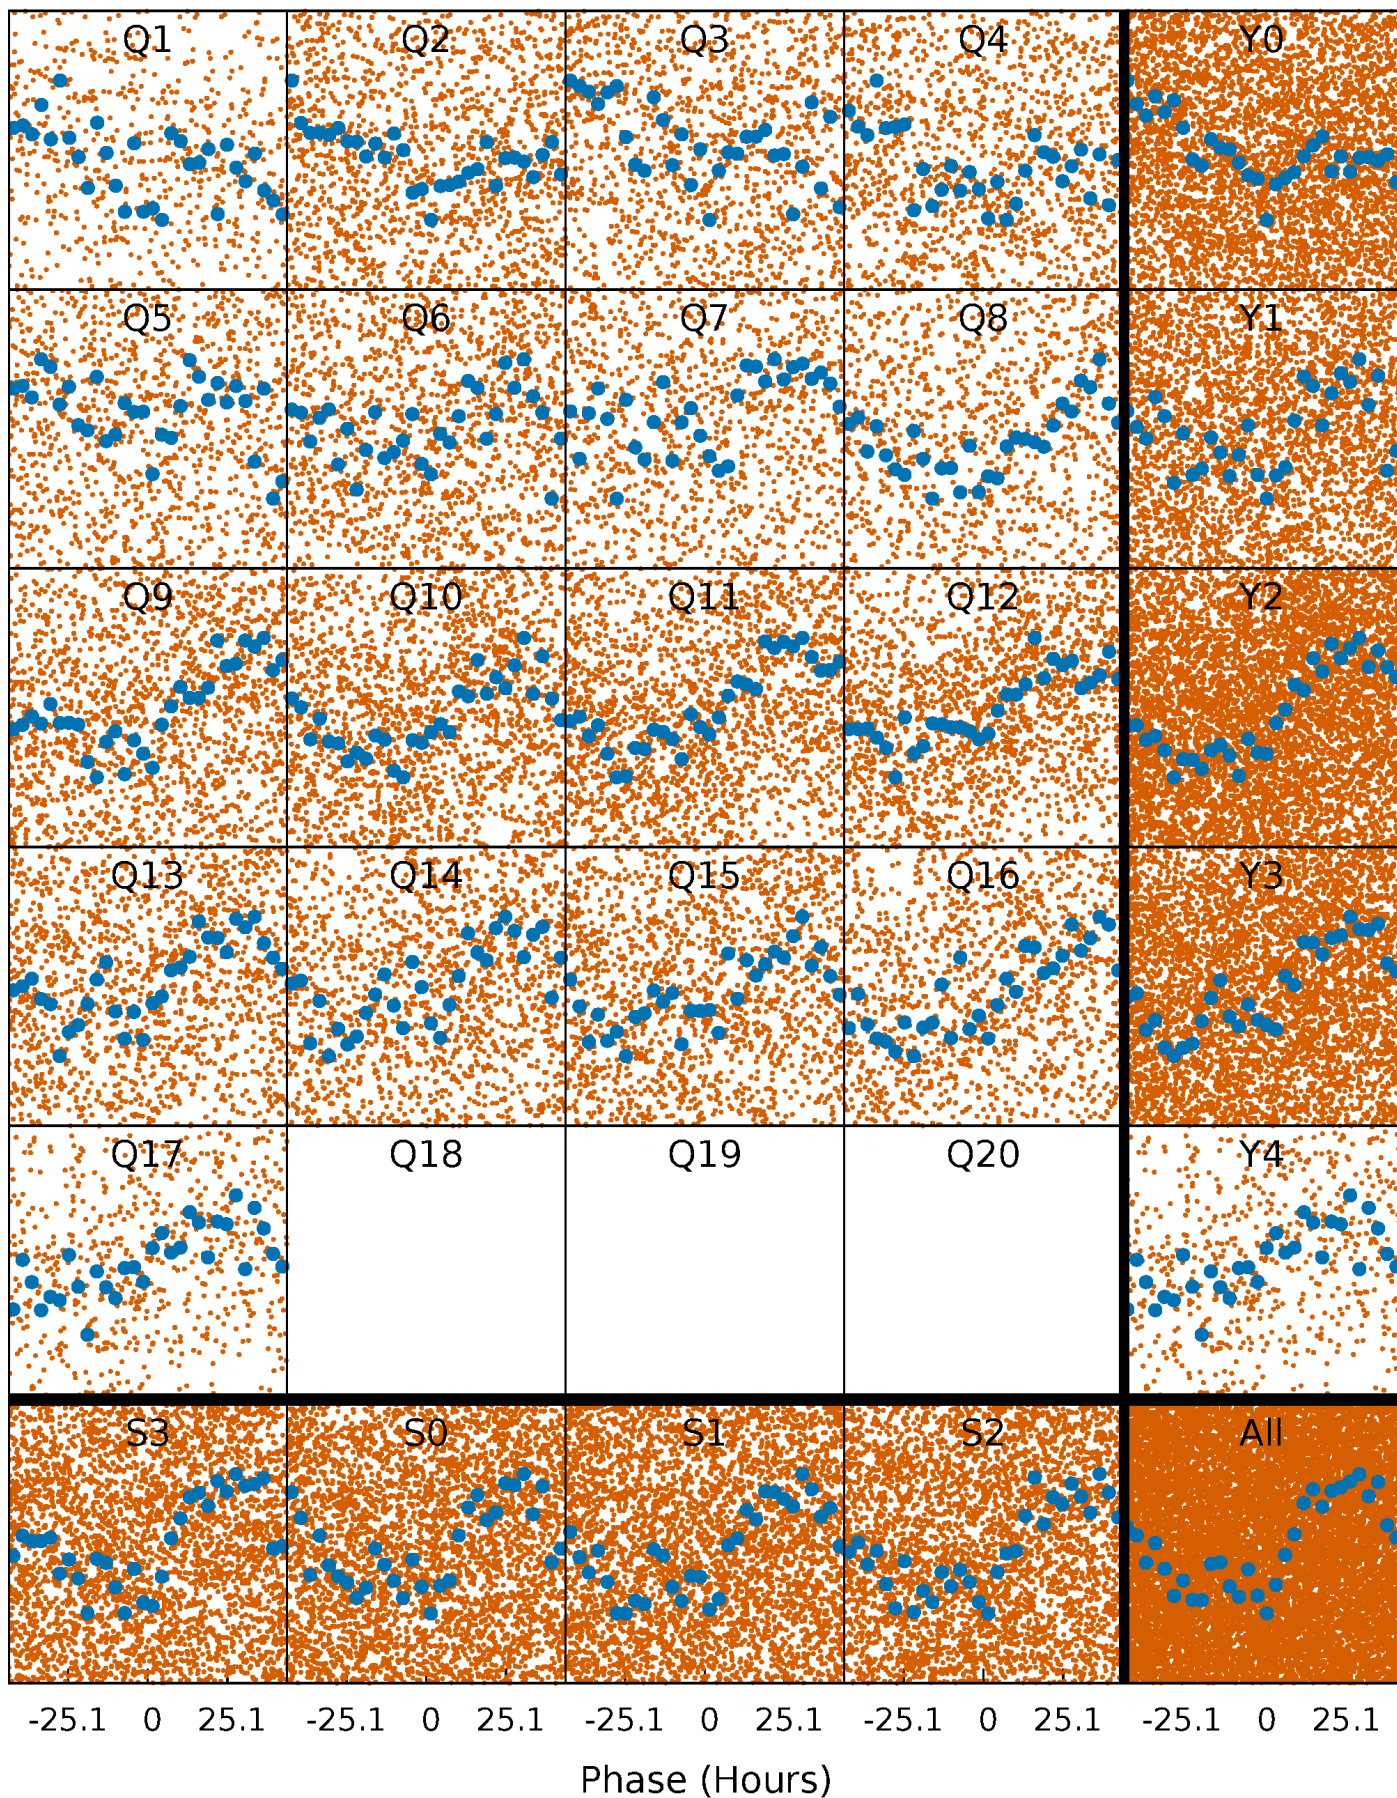 Q1 Q2 Q3 Q4 Y0
Q5 Q6 Q7 Q8 Y1
Q9 Q10 Q11 Q12 Y2
Q13 Q14 Q15 Q16 Y3
Q17 Q18 Q19 Q20 Y4
S3 S0 S1 S2 All
-25.1 0 25.1 -25.1 0 25.1 -25.1 0 25.1 -25.1 0 25.1 -25.1 0 25.1
Phase (Hours)